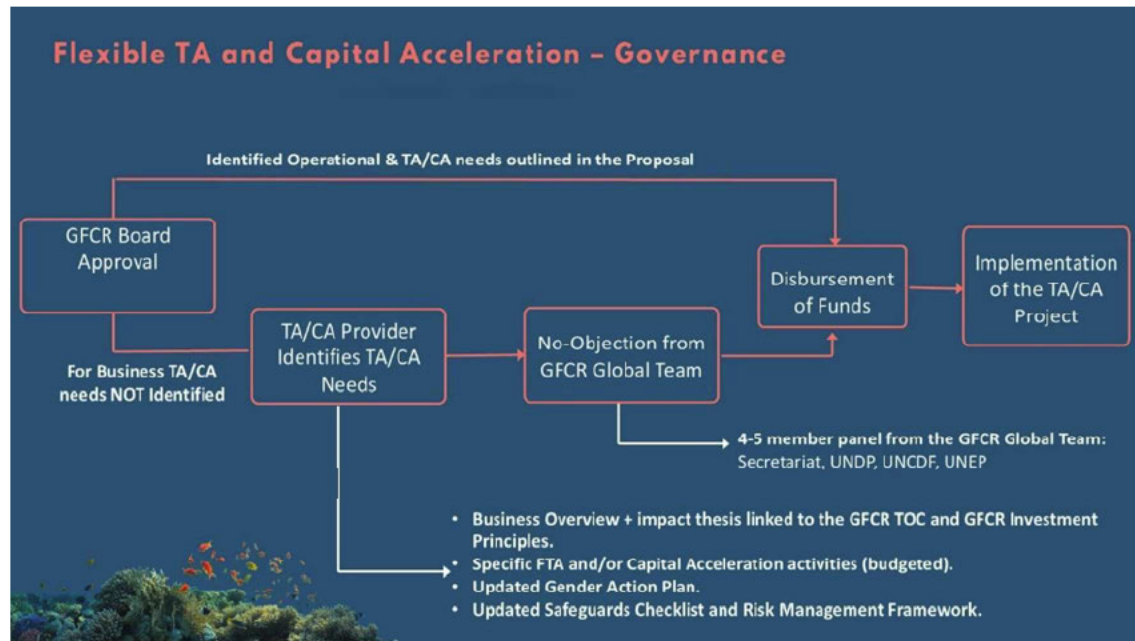 Flexible TA and Capital Acceleration – Governance
Identified Operational & TA/CA needs outlined in the Proposal
GFCR Board
Approval
Disbursement
of Funds
Implementation
of the TA/CA
Project
TA/CA Provider
Identifies TA/CA
Needs
No-Objection from
GFCR Global Team
For Business TA/CA
needs NOT Identified
4-5 member panel from the GFCR Global Team:
Secretariat, UNDP, UNCDF, UNEP
• Business Overview + impact thesis linked to the GFCR TOC and GFCR Investment
Principles.
• Specific FTA and/or Capital Acceleration activities (budgeted).
• Updated Gender Action Plan.
• Updated Safeguards Checklist and Risk Management Framework.